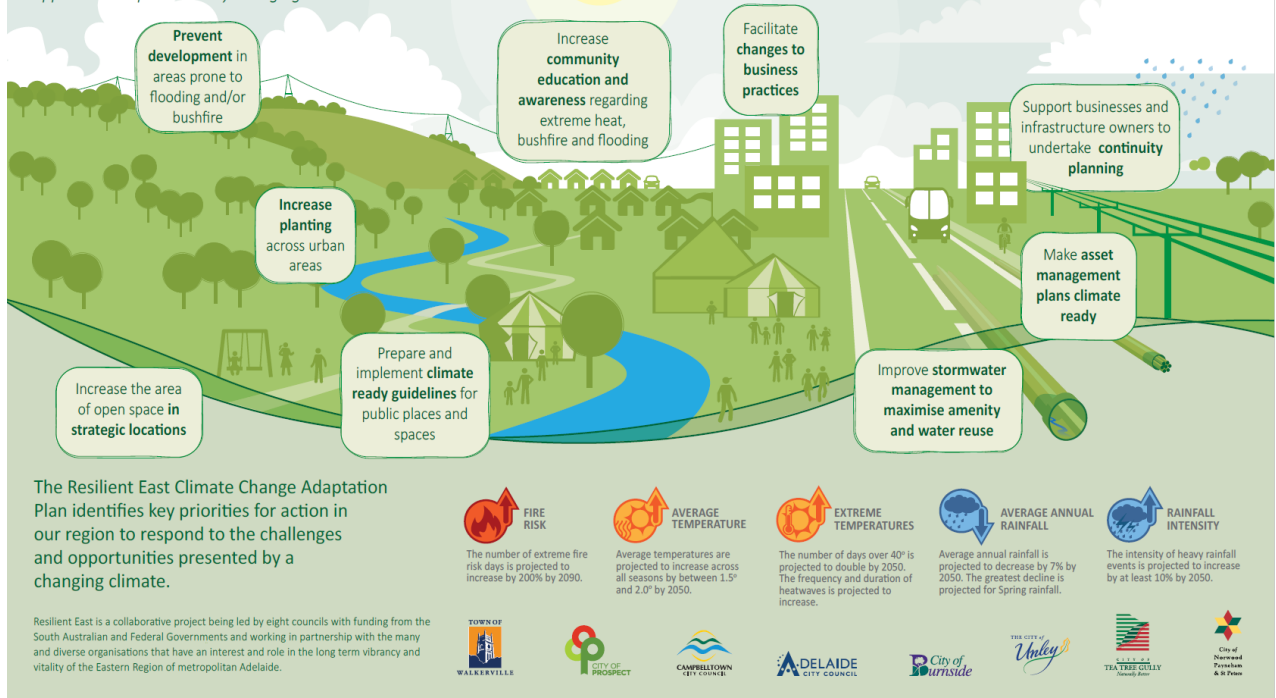 Prevent
development in
areas prone to
flooding and/or
bushfire
Increase
community
education and
awareness regarding
extreme heat,
bushfire and flooding
Facilitate
changes to
business
practices
Support businesses and
infrastructure owners to
undertake continuity
planning
Increase
planting
across urban
areas
Make asset
management
plans climate
ready
Increase the area
of open space in
strategic locations
Prepare and
implement climate
ready guidelines for
public places and
spaces
Improve stormwater
management to
maximise amenity
and water reuse
The Resilient East Climate Change Adaptation
Plan identifies key priorities for action in
our region to respond to the challenges
and opportunities presented by a
changing climate.
Resilient East is a collaborative project being led by eight councils with funding from the
South Australian and Federal Governments and working in partnership with the many
and diverse organisations that have an interest and role in the long term vibrancy and
vitality of the Eastern Region of metropolitan Adelaide.
FIRE
RISK
The number of extreme fire
risk days is projected to
increase by 200% by 2090.
AVERAGE
TEMPERATURE
Average temperatures are
projected to increase across
all seasons by between 1.5°
and 2.0° by 2050.
EXTREME
TEMPERATURES
The number of days over 40° is
projected to double by 2050.
The frequency and duration of
heatwaves is projected to
increase.
AVERAGE ANNUAL
RAINFALL
Average annual rainfall is
projected to decrease by 7% by
2050. The greatest decline is
projected for Spring rainfall.
RAINFALL
INTENSITY
The intensity of heavy rainfall
events is projected to increase
by at least 10% by 2050.
TOWN OF
WALKERVILLE
CITY OF
PROSPECT
CAMPBELLTOWN
CITY COUNCIL
ADELAIDE
CITY COUNCIL
City of
Burnside
THE CITY of
Unley
CITY OF
TEA TREE GULLY
Naturally Better
City of
Norwood
Payneham
& St Peters